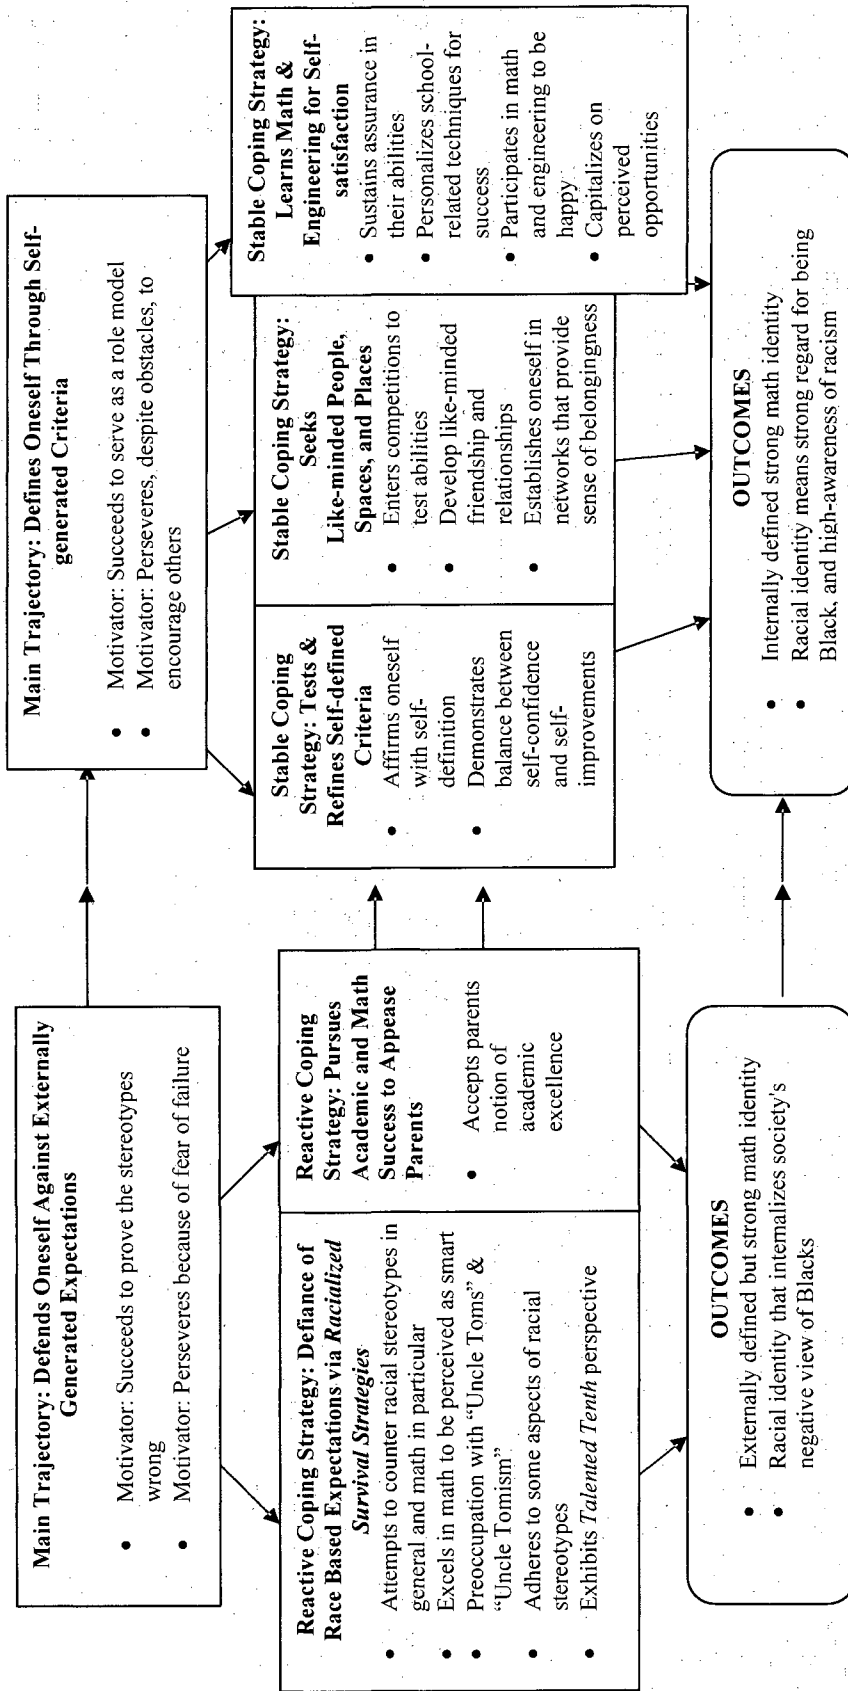 Main Trajectory: Defends Oneself Against Externally
Generated Expectations
• Motivator: Succeeds to prove the stereotypes
wrong
• Motivator: Perseveres because of fear of failure
Main Trajectory: Defines Oneself Through Self-
generated Criteria
• Motivator: Succeeds to serve as a role model
• Motivator: Perseveres, despite obstacles, to
encourage others
Reactive Coping Strategy: Defiance of
Race Based Expectations via Racialized
Survival Strategies
• Attempts to counter racial stereotypes in
general and math in particular
• Excels in math to be perceived as smart
• Preoccupation with “Uncle Toms” &
“Uncle Tomism”
• Adheres to some aspects of racial
stereotypes
• Exhibits Talented Tenth perspective
Reactive Coping
Strategy: Pursues
Academic and Math
Success to Appease
Parents
• Accepts parents
notion of
academic
excellence
Stable Coping
Strategy: Tests &
Refines Self-defined
Criteria
• Affirms oneself
with self-
definition
• Demonstrates
balance between
self-confidence
and self-
improvements
Stable Coping Strategy:
Seeks
Like-minded People,
Spaces, and Places
• Enters competitions to
test abilities
• Develop like-minded
friendship and
relationships
• Establishes oneself in
networks that provide
sense of belongingness
Stable Coping Strategy:
Learns Math &
Engineering for Self-
satisfaction
• Sustains assurance in
their abilities
• Personalizes school-
related techniques for
success
• Participates in math
and engineering to be
happy
• Capitalizes on
perceived
opportunities
OUTCOMES
• Externally defined but strong math identity
• Racial identity that internalizes society's
negative view of Blacks
OUTCOMES
• Internally defined strong math identity
• Racial identity means strong regard for being
Black, and high-awareness of racism